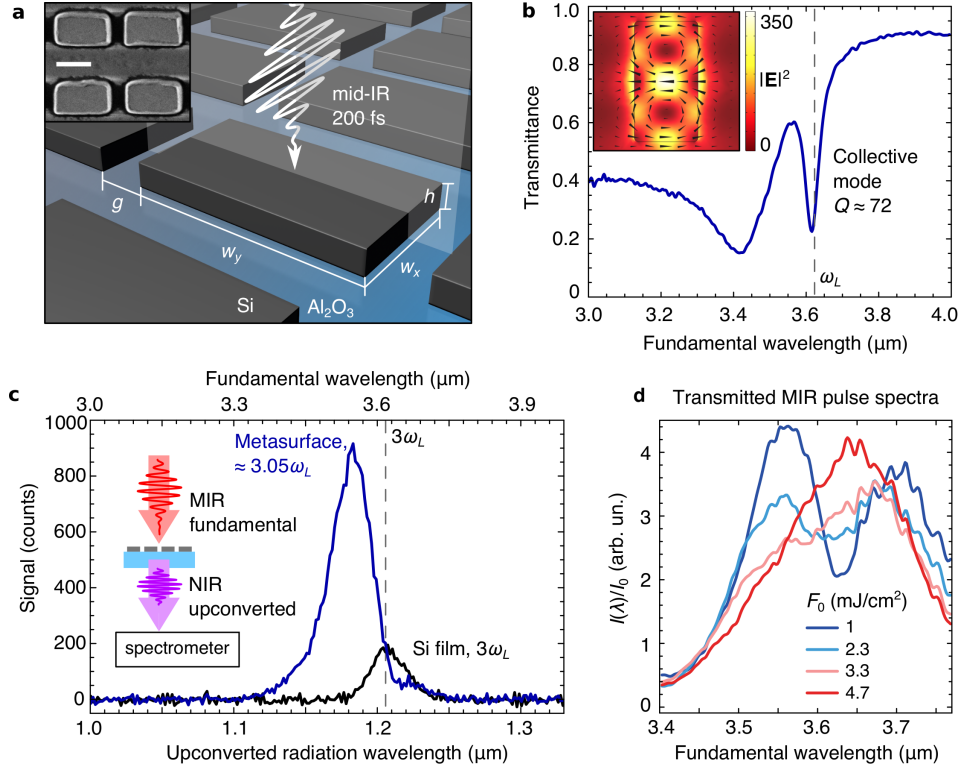 a
mid-IR
200 fs
g
h
w_y
w_x
Si
Al₂O₃
b
Transmittance
1.0
0.8
0.6
0.4
0.2
0
350
|E|²
0
Collective
mode
Q ≈ 72
ω_L
3.0
3.2
3.4
3.6
3.8
4.0
Fundamental wavelength (μm)
c
Fundamental wavelength (μm)
3.0
3.3
3.6
3.9
Signal (counts)
1000
800
600
400
200
0
Metasurface,
≈ 3.05ω_L
3ω_L
MIR
fundamental
NIR
upconverted
spectrometer
Si film, 3ω_L
1.0
1.1
1.2
1.3
Upconverted radiation wavelength (μm)
d
Transmitted MIR pulse spectra
I(λ)/I₀ (arb. un.)
4
3
2
1
0
F₀ (mJ/cm²)
1
2.3
3.3
4.7
3.4
3.5
3.6
3.7
Fundamental wavelength (μm)